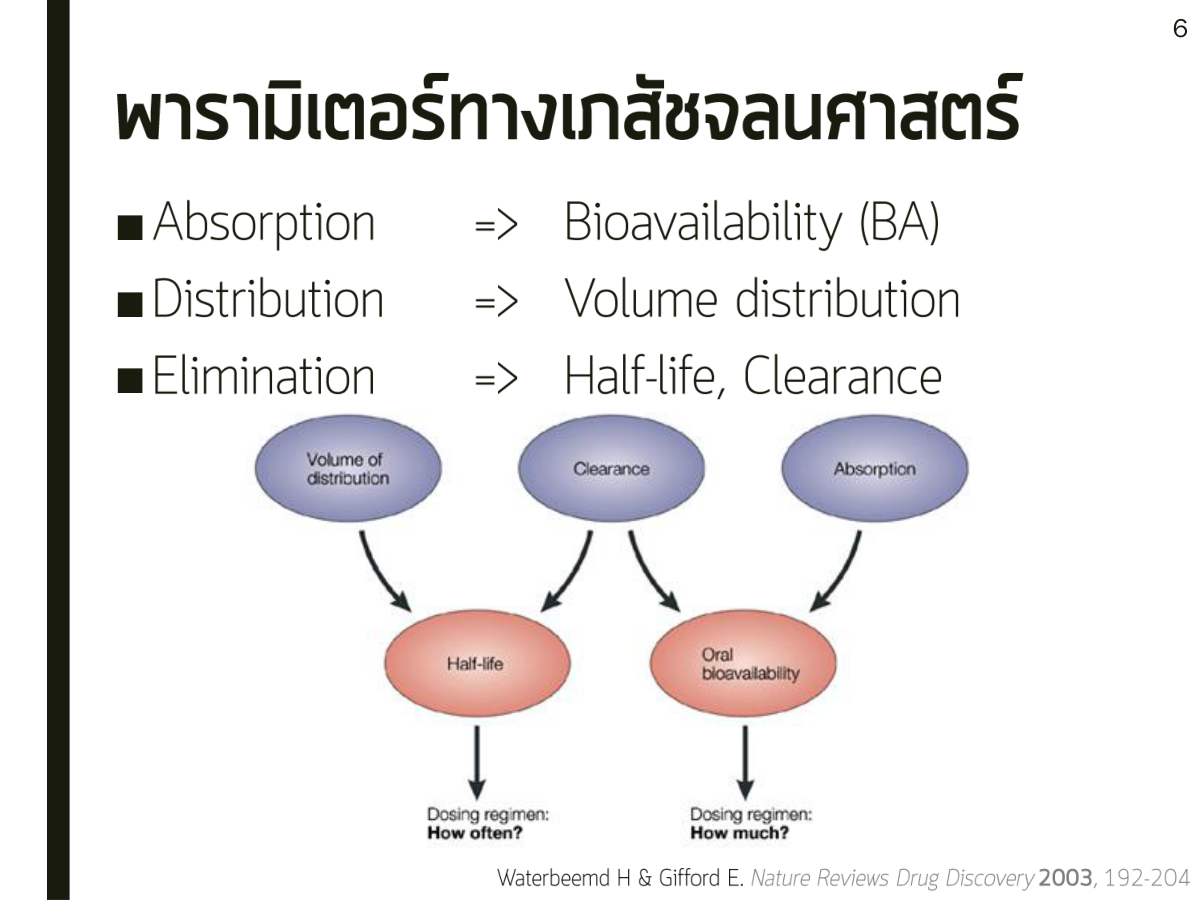 6
พารามิเตอร์ทางเภสัชจลนศาสตร์
■ Absorption => Bioavailability (BA)
■ Distribution => Volume distribution
■ Elimination => Half-life, Clearance
Volume of
distribution
Clearance
Absorption
Half-life
Oral
bioavailability
Dosing regimen:
How often?
Dosing regimen:
How much?
Waterbeemd H & Gifford E. Nature Reviews Drug Discovery 2003, 192-204